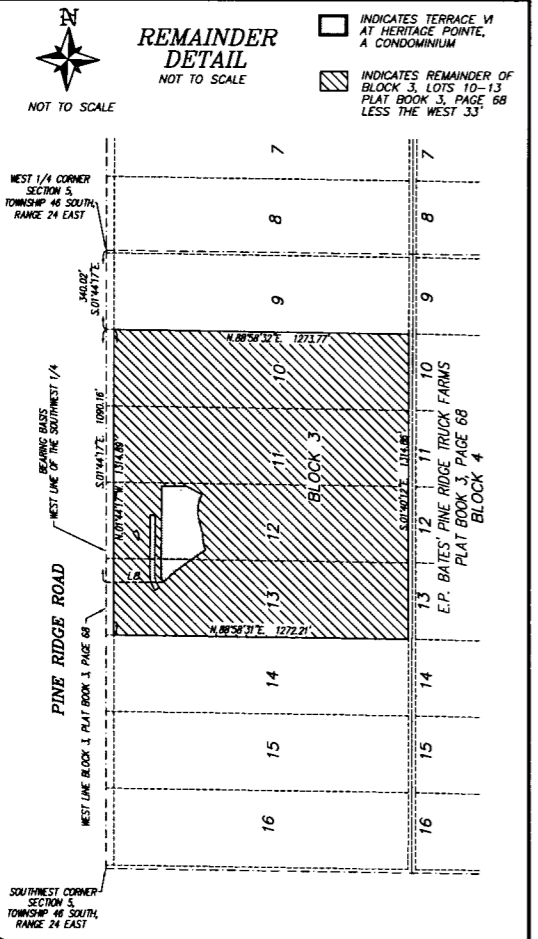 N
NOT TO SCALE
REMAINDER
DETAIL
NOT TO SCALE
INDICATES TERRACE VI
AT HERITAGE POINTE,
A CONDOMINIUM
INDICATES REMAINDER OF
BLOCK 3, LOTS 10-13
PLAT BOOK 3, PAGE 68
LESS THE WEST 33'
WEST 1/4 CORNER
SECTION 5,
TOWNSHIP 46 SOUTH,
RANGE 24 EAST
7
7
8
8
340.02'
S.01°44'17"E.
9
9
N.88°58'32"E. 1273.77'
BEARING BASIS
WEST LINE OF THE SOUTHWEST 1/4
S.01°44'17"E. 1090.16'
N.01°44'17"W. 1314.89'
10
10
11
11
BLOCK 3
S.01°40'12"E. 1314.86'
12
12
13
13
E.P. BATES' PINE RIDGE TRUCK FARMS
PLAT BOOK 3, PAGE 68
BLOCK 4
L8
N.88°58'31"E. 1272.21'
PINE RIDGE ROAD
WEST LINE BLOCK 3, PLAT BOOK 3, PAGE 68
14
14
15
15
16
16
SOUTHWEST CORNER
SECTION 5,
TOWNSHIP 46 SOUTH,
RANGE 24 EAST